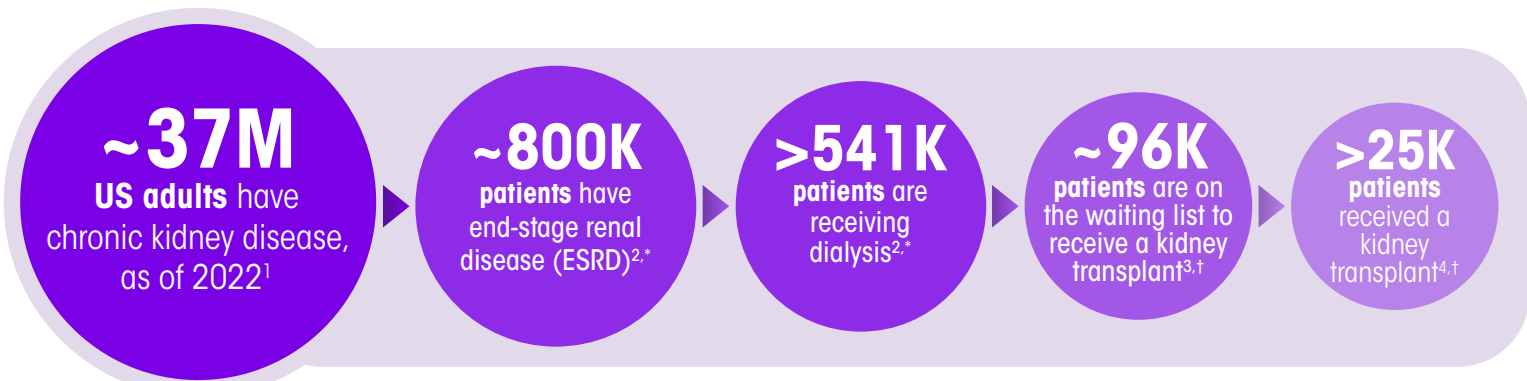 ~37M
US adults have
chronic kidney disease,
as of 2022¹
~800K
patients have
end-stage renal
disease (ESRD)²,*
>541K
patients are
receiving
dialysis²,*
~96K
patients are on
the waiting list to
receive a kidney
transplant³,†
>25K
patients
received a
kidney
transplant⁴,†